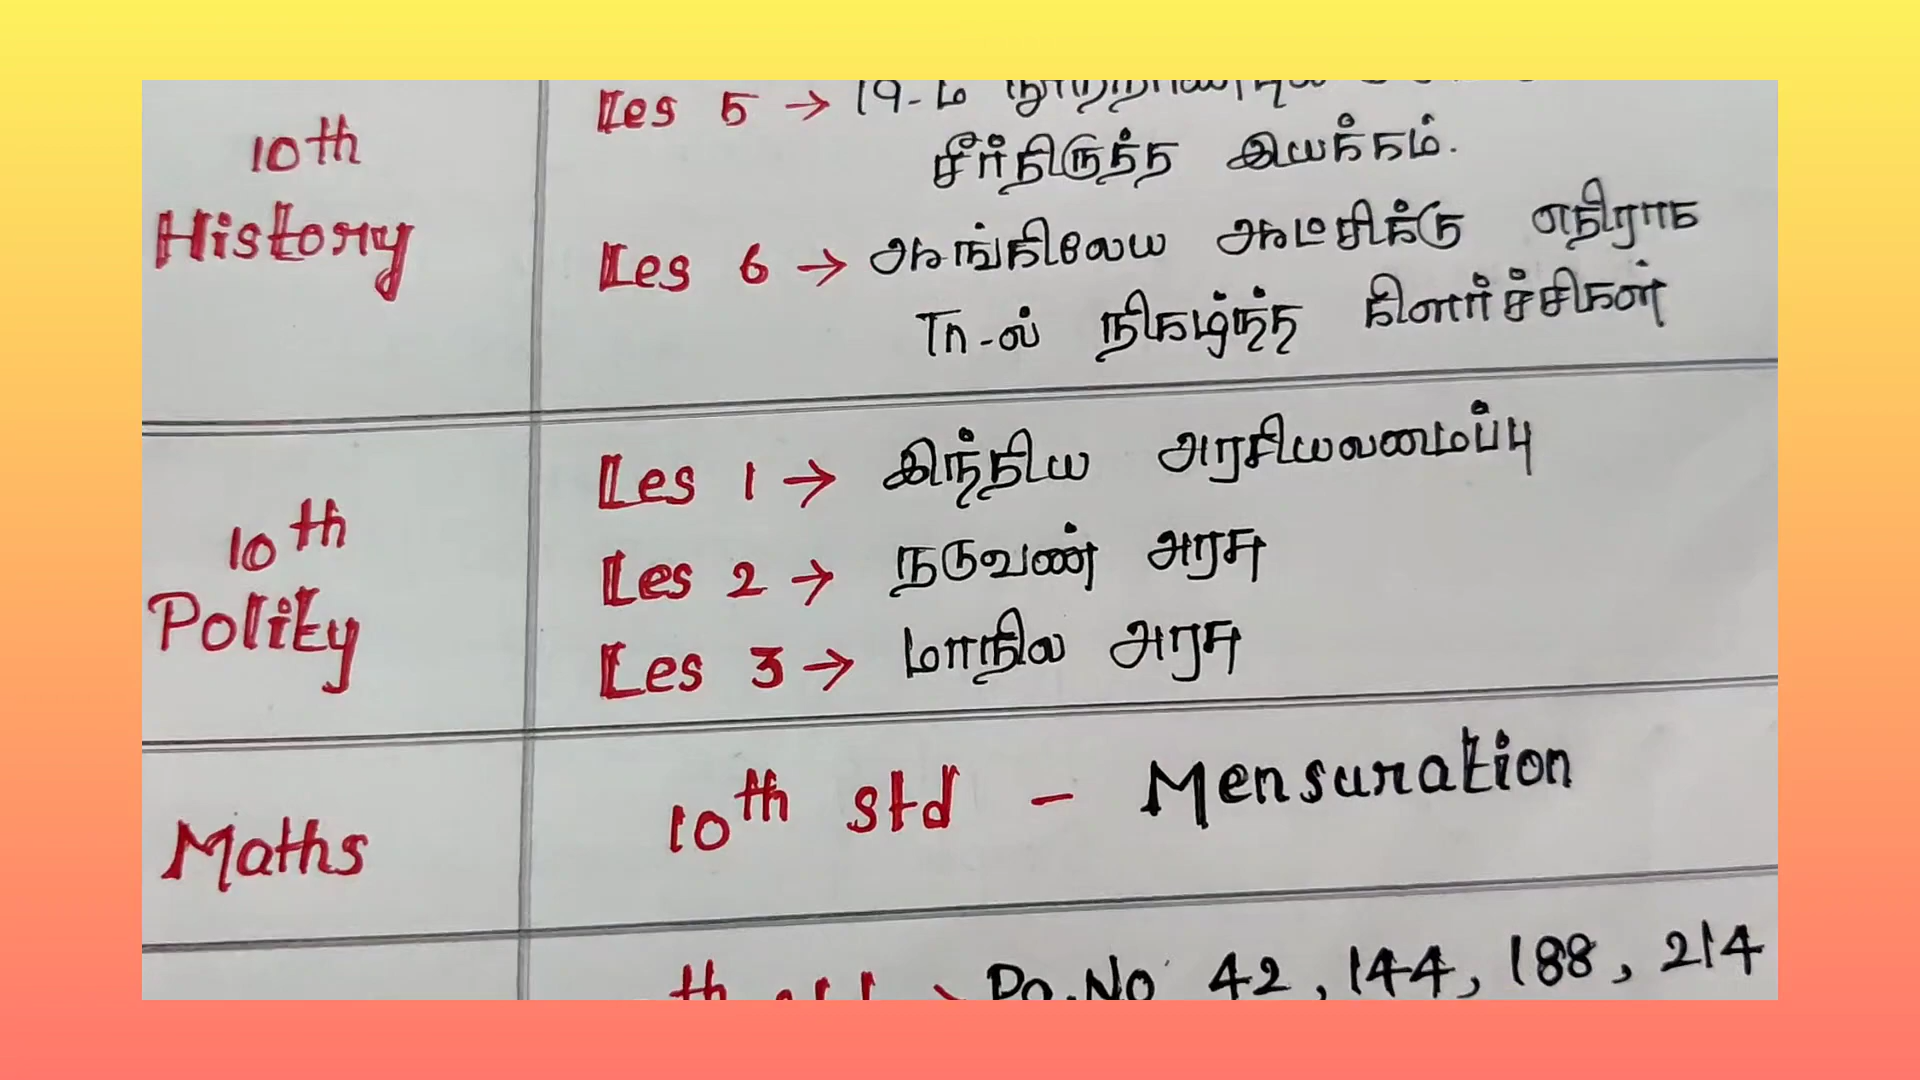 10th
History
Les 5 → 19-ம் நூற்றாண்டில்
சீர்திருத்த இயக்கம்.
Les 6 → ஆங்கிலேய ஆட்சிக்கு எதிராக
Tn-ல் நிகழ்ந்த கிளர்ச்சிகள்
10th
Polity
Les 1 → இந்திய அரசியலமைப்பு
Les 2 → நடுவண் அரசு
Les 3 → மாநில அரசு
Maths
10th std - Mensuration
Pg.No 42, 144, 188, 214